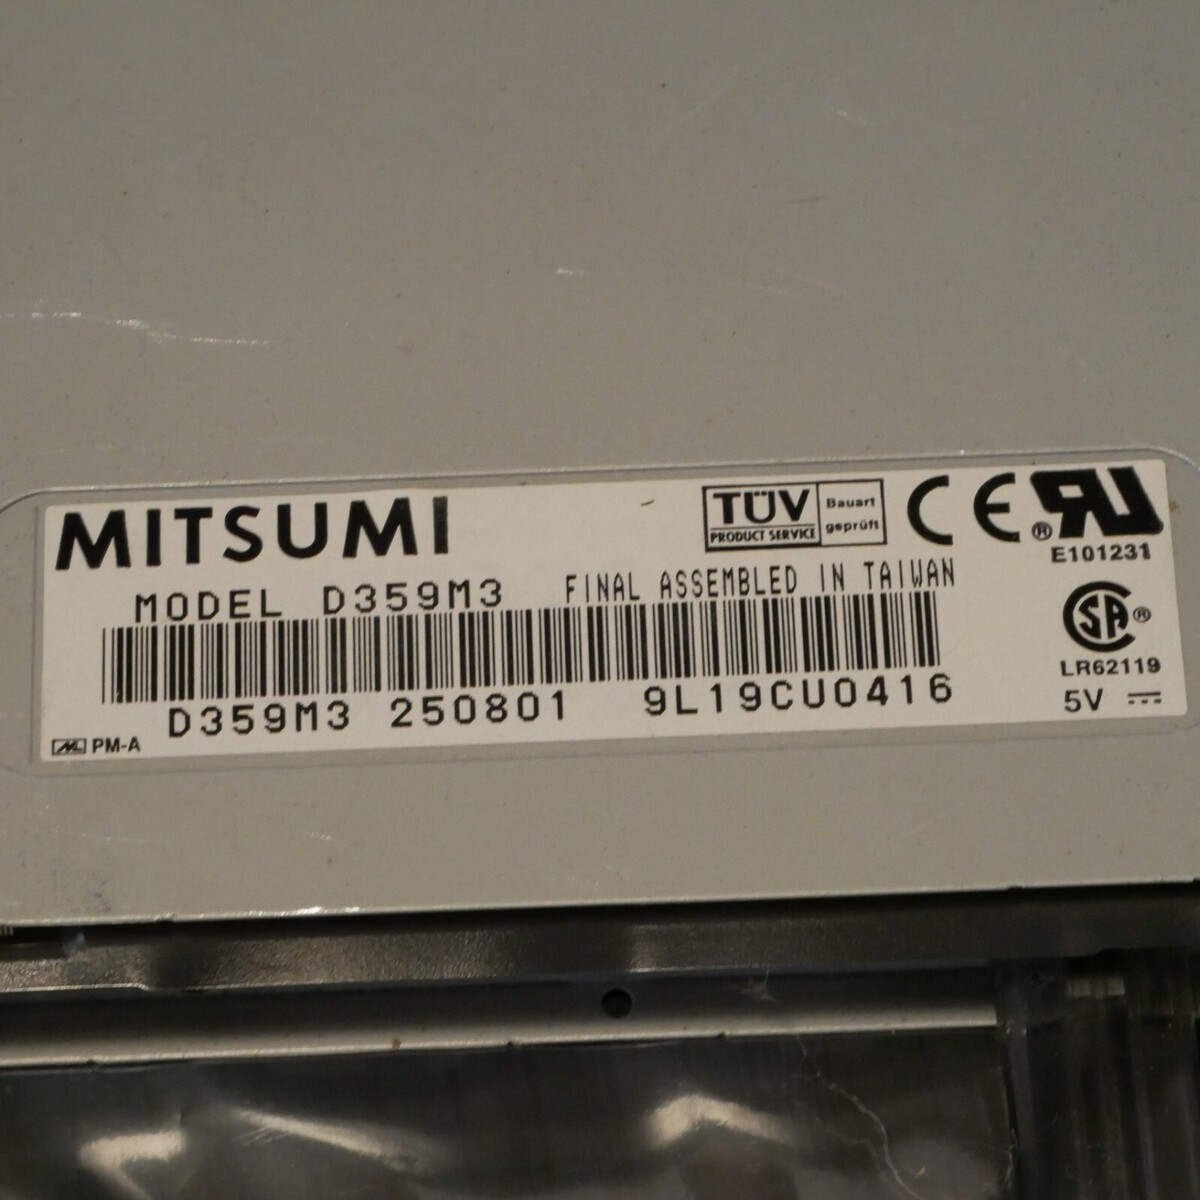 MITSUMI
TÜV
PRODUCT SERVICE
Bauart
geprüft
CE
®
E101231
MODEL D359M3 FINAL ASSEMBLED IN TAIWAN
SA ®
LR62119
D359M3 250801 9L19CU0416
5V
PM-A